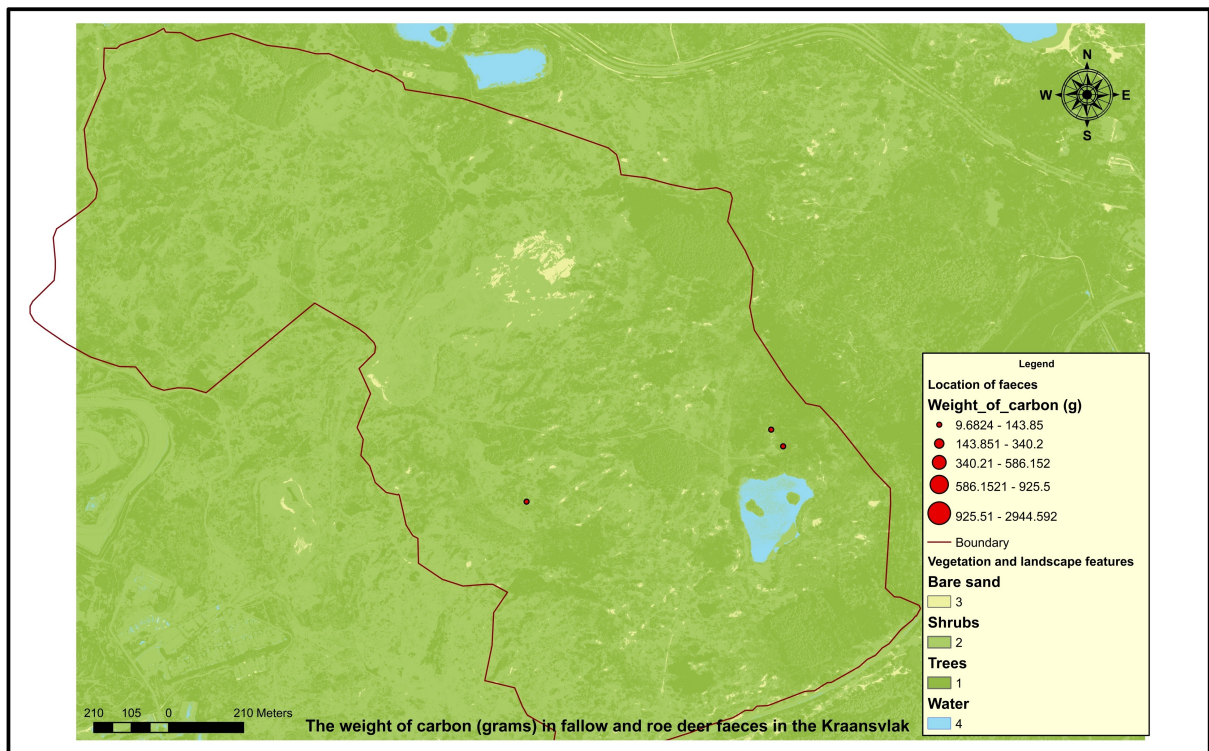 N
W E
S
Legend
Location of faeces
Weight_of_carbon (g)
9.6824 - 143.85
143.851 - 340.2
340.21 - 586.152
586.1521 - 925.5
925.51 - 2944.592
Boundary
Vegetation and landscape features
Bare sand
3
Shrubs
2
Trees
1
Water
4
210 105 0 210 Meters
The weight of carbon (grams) in fallow and roe deer faeces in the Kraansvlak